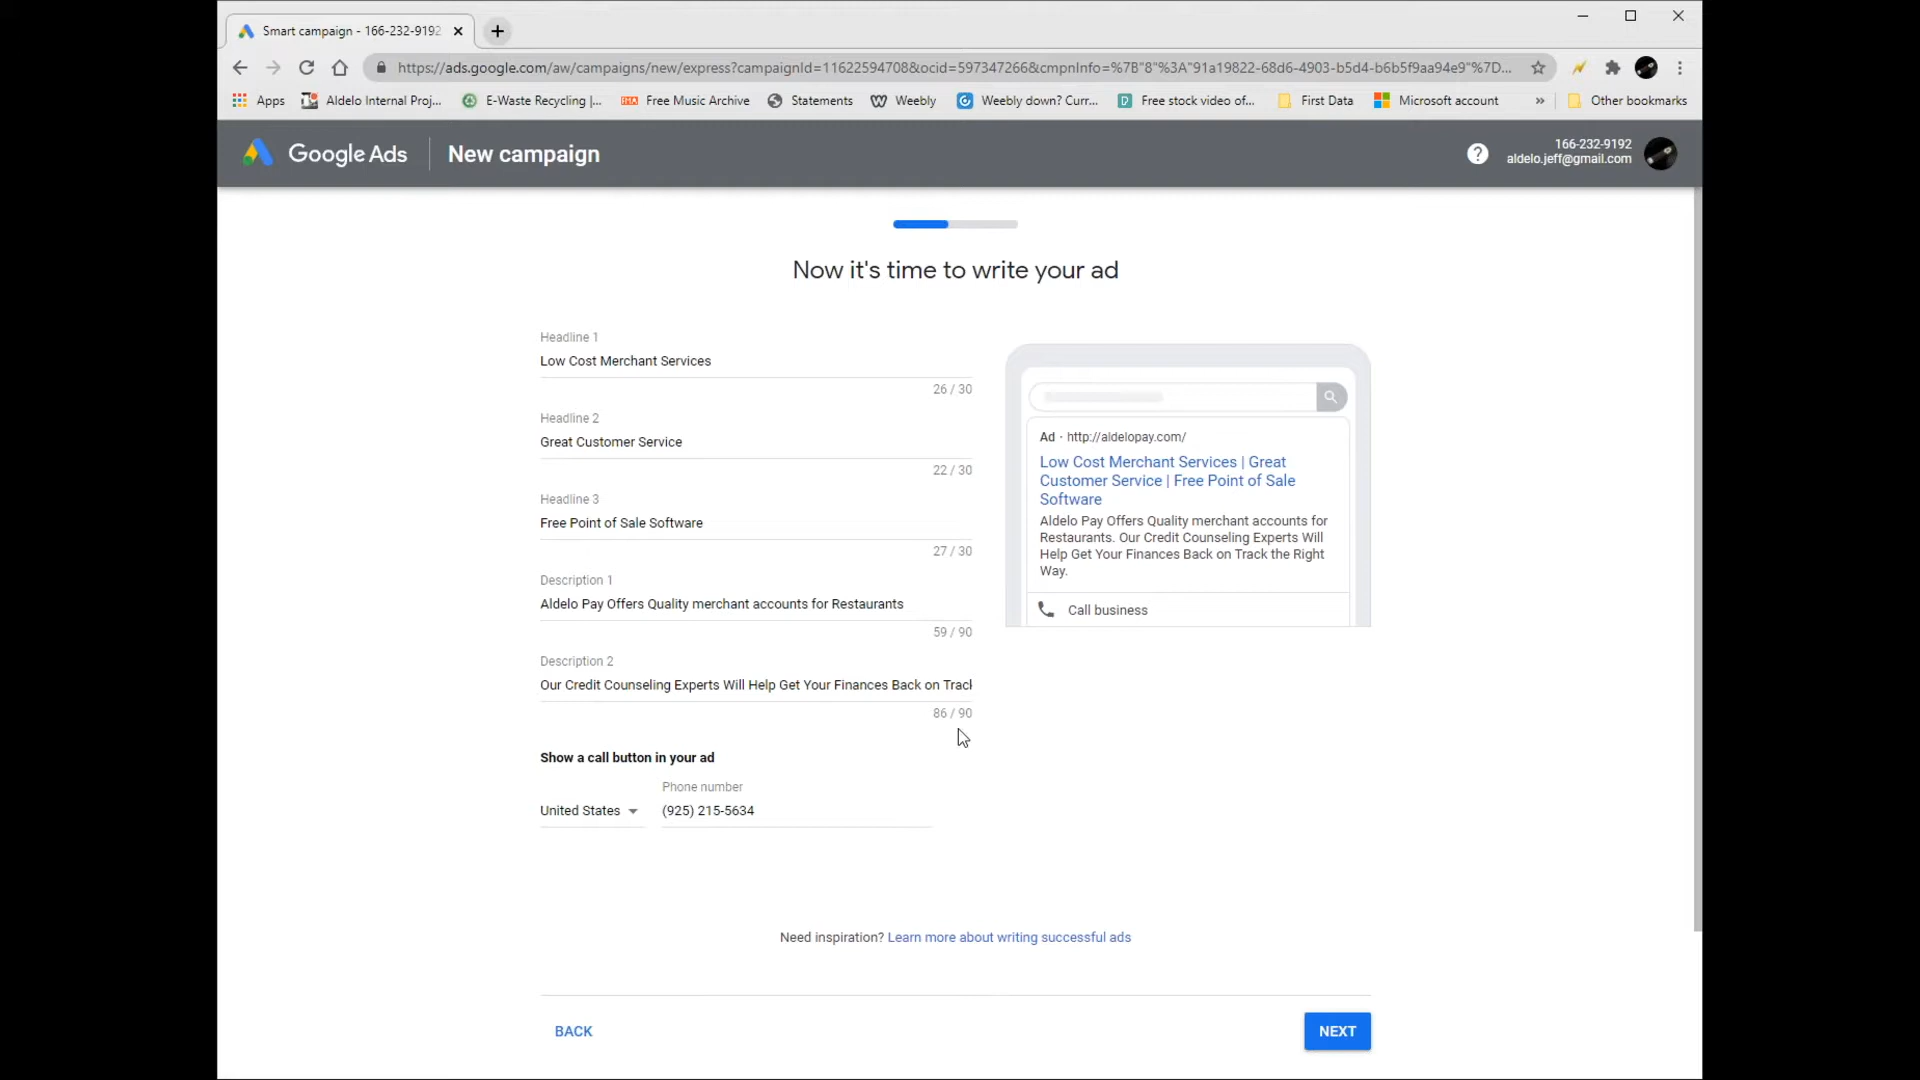 Smart campaign - 166-232-9192
https://ads.google.com/aw/campaigns/new/express?campaignId=11622594708&ocid=597347266&cmpnInfo=%7B"8"%3A"91a19822-68d6-4903-b5d4-b6b5f9aa94e9"%7D...
Apps Aldelo Internal Proj... E-Waste Recycling |... Free Music Archive Statements Weebly Weebly down? Curr... Free stock video of... First Data Microsoft account » Other bookmarks
Google Ads New campaign
166-232-9192
aldelo.jeff@gmail.com
Now it's time to write your ad
Headline 1
Low Cost Merchant Services
26 / 30
Headline 2
Great Customer Service
22 / 30
Headline 3
Free Point of Sale Software
27 / 30
Description 1
Aldelo Pay Offers Quality merchant accounts for Restaurants
59 / 90
Description 2
Our Credit Counseling Experts Will Help Get Your Finances Back on Track
86 / 90
Show a call button in your ad
Phone number
United States (925) 215-5634
Ad · http://aldelopay.com/
Low Cost Merchant Services | Great
Customer Service | Free Point of Sale
Software
Aldelo Pay Offers Quality merchant accounts for
Restaurants. Our Credit Counseling Experts Will
Help Get Your Finances Back on Track the Right
Way.
Call business
Need inspiration? Learn more about writing successful ads
BACK NEXT